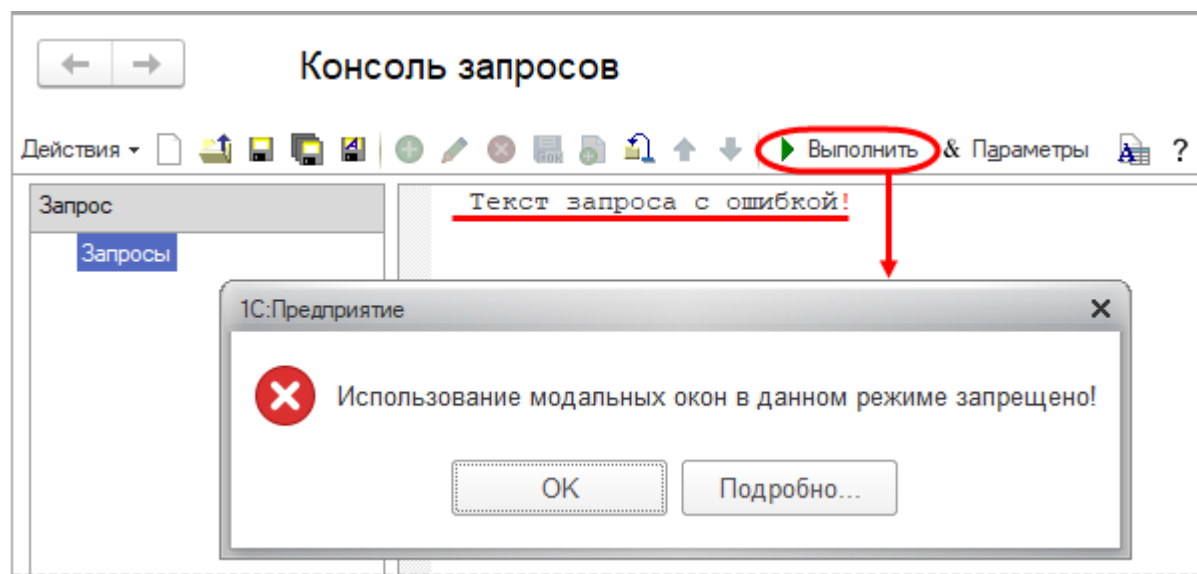 Консоль запросов
Действия Выполнить & Параметры ?
Запрос
Текст запроса с ошибкой!
Запросы
1С:Предприятие
Использование модальных окон в данном режиме запрещено!
OK Подробно...